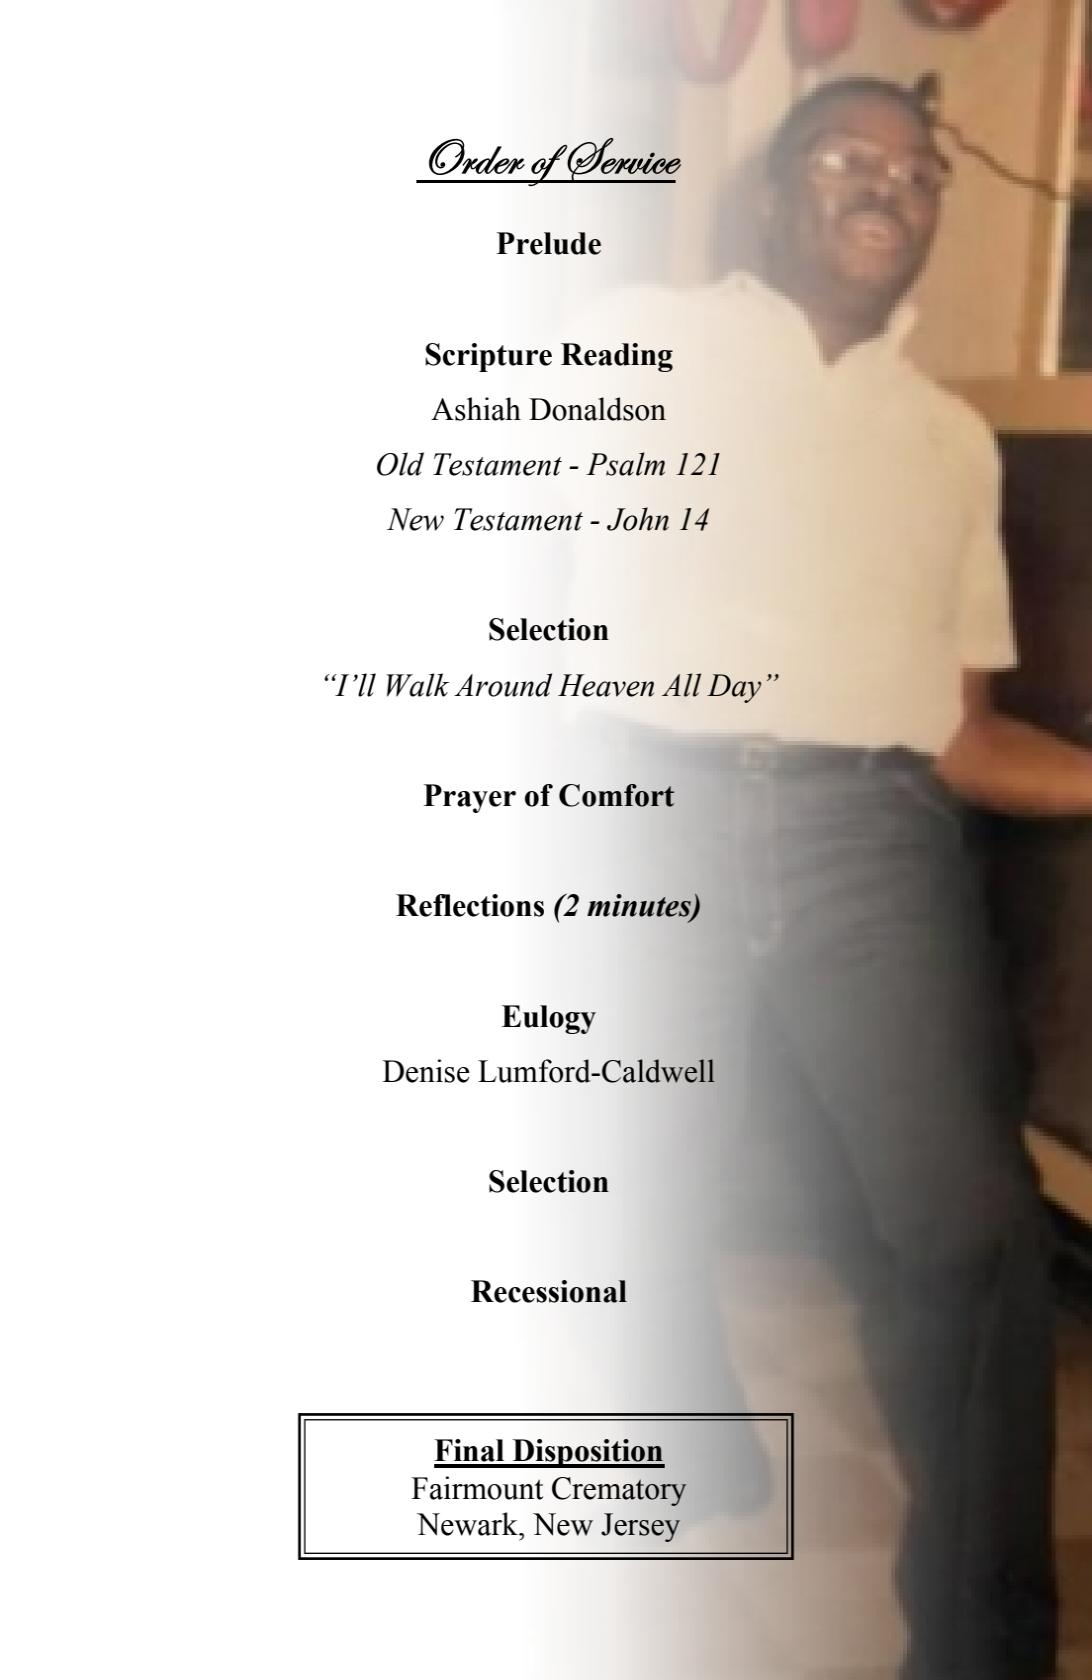 Order of Service
Prelude
Scripture Reading
Ashiah Donaldson
Old Testament - Psalm 121
New Testament - John 14
Selection
“I’ll Walk Around Heaven All Day”
Prayer of Comfort
Reflections (2 minutes)
Eulogy
Denise Lumford-Caldwell
Selection
Recessional
Final Disposition
Fairmount Crematory
Newark, New Jersey